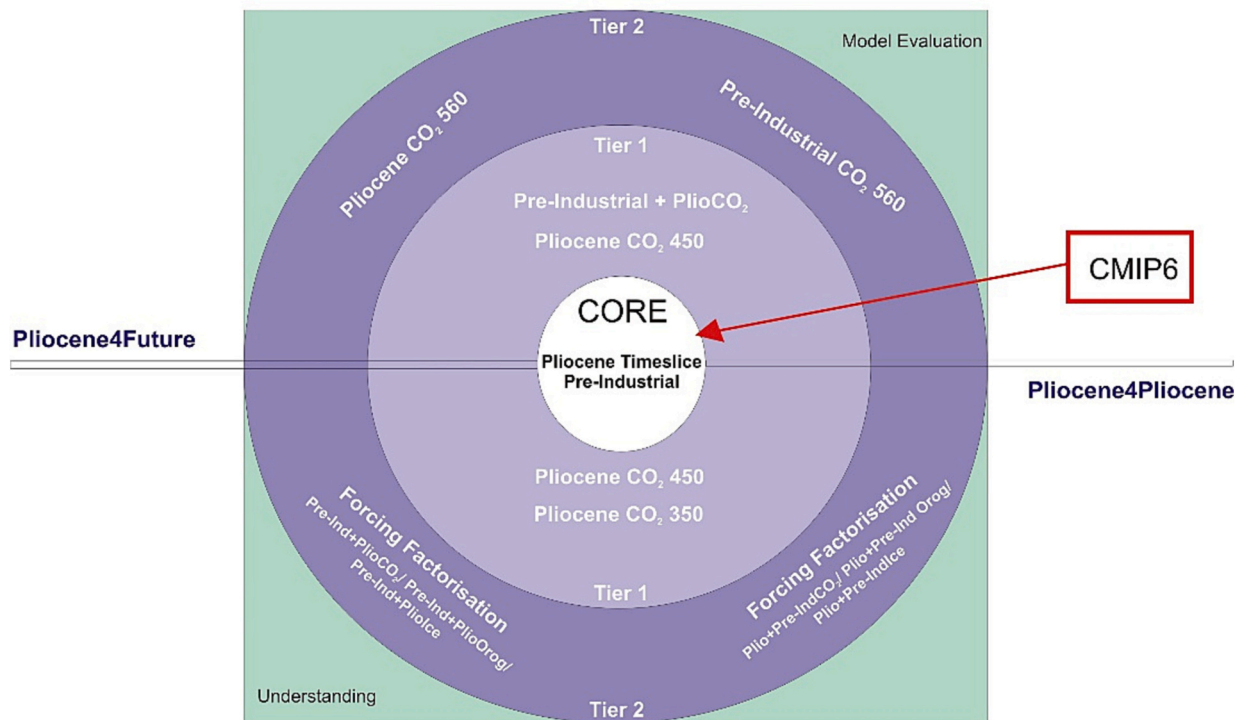 Tier 2
Model Evaluation
Pliocene CO₂ 560
Pre-Industrial CO₂ 560
Tier 1
Pre-Industrial + PlioCO₂
Pliocene CO₂ 450
CMIP6
CORE
Pliocene Timeslice
Pre-Industrial
Pliocene4Future
Pliocene4Pliocene
Pliocene CO₂ 450
Pliocene CO₂ 350
Forcing Factorisation
Pre-Ind+PlioCO₂/ Pre-Ind+PlioOrog/
Pre-Ind+PlioIce
Forcing Factorisation
Plio+Pre-IndCO₂/ Plio+Pre-Ind Orog/
Plio+Pre-IndIce
Tier 1
Understanding
Tier 2